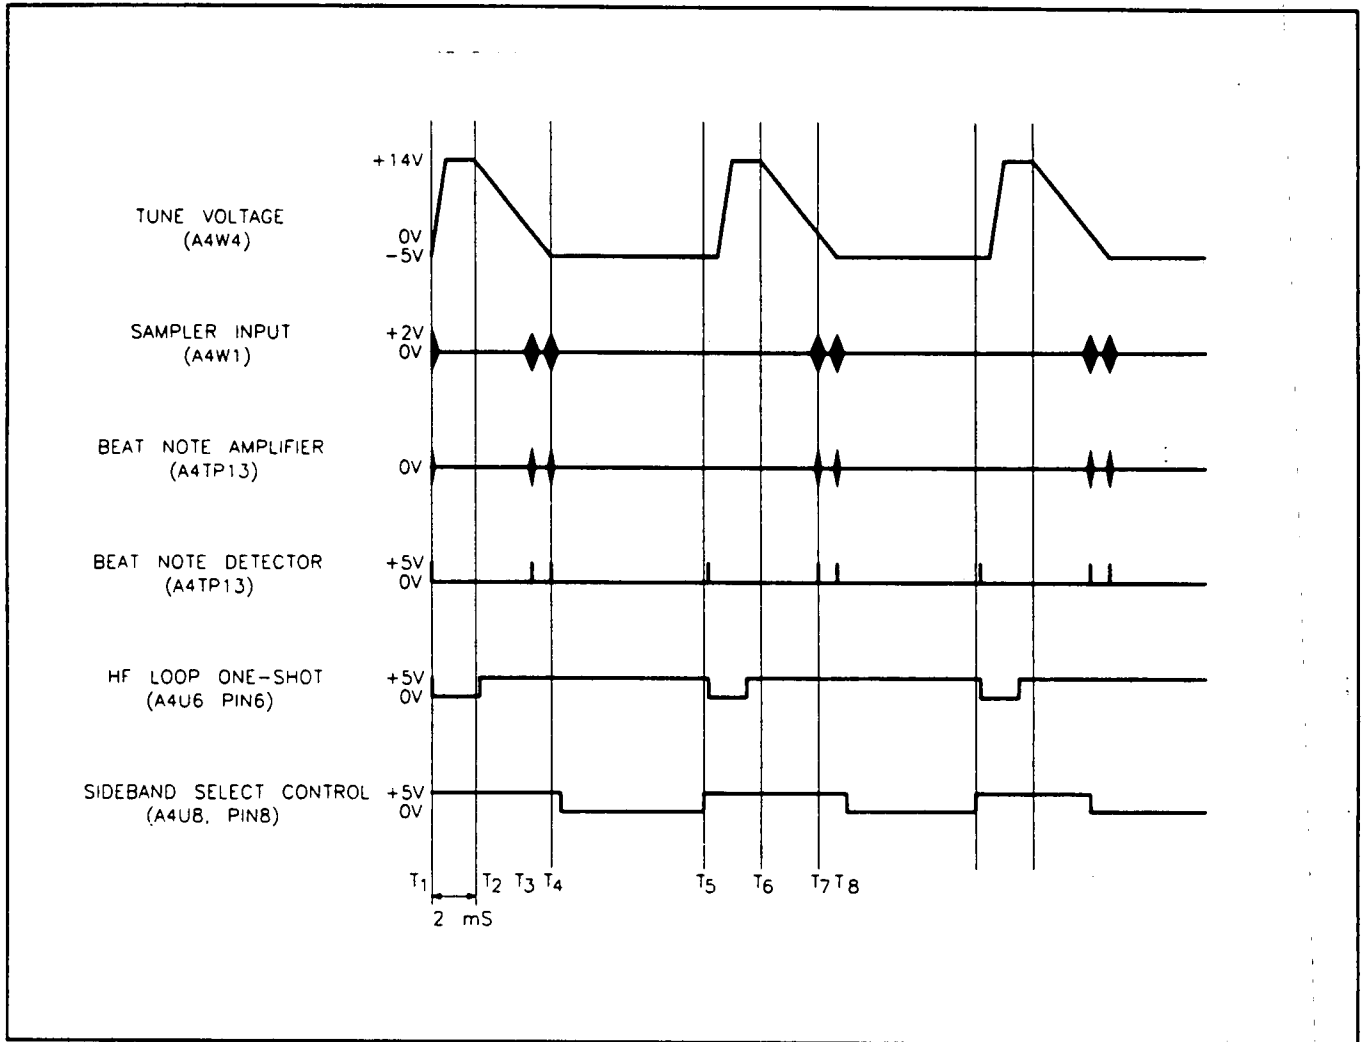 +14V
TUNE VOLTAGE
(A4W4)
0V
-5V
SAMPLER INPUT
(A4W1)
+2V
0V
BEAT NOTE AMPLIFIER
(A4TP13)
0V
BEAT NOTE DETECTOR
(A4TP13)
+5V
0V
HF LOOP ONE-SHOT
(A4U6 PIN6)
+5V
0V
SIDEBAND SELECT CONTROL
(A4U8, PIN8)
+5V
0V
T1 T2 T3 T4 T5 T6 T7 T8
2 mS